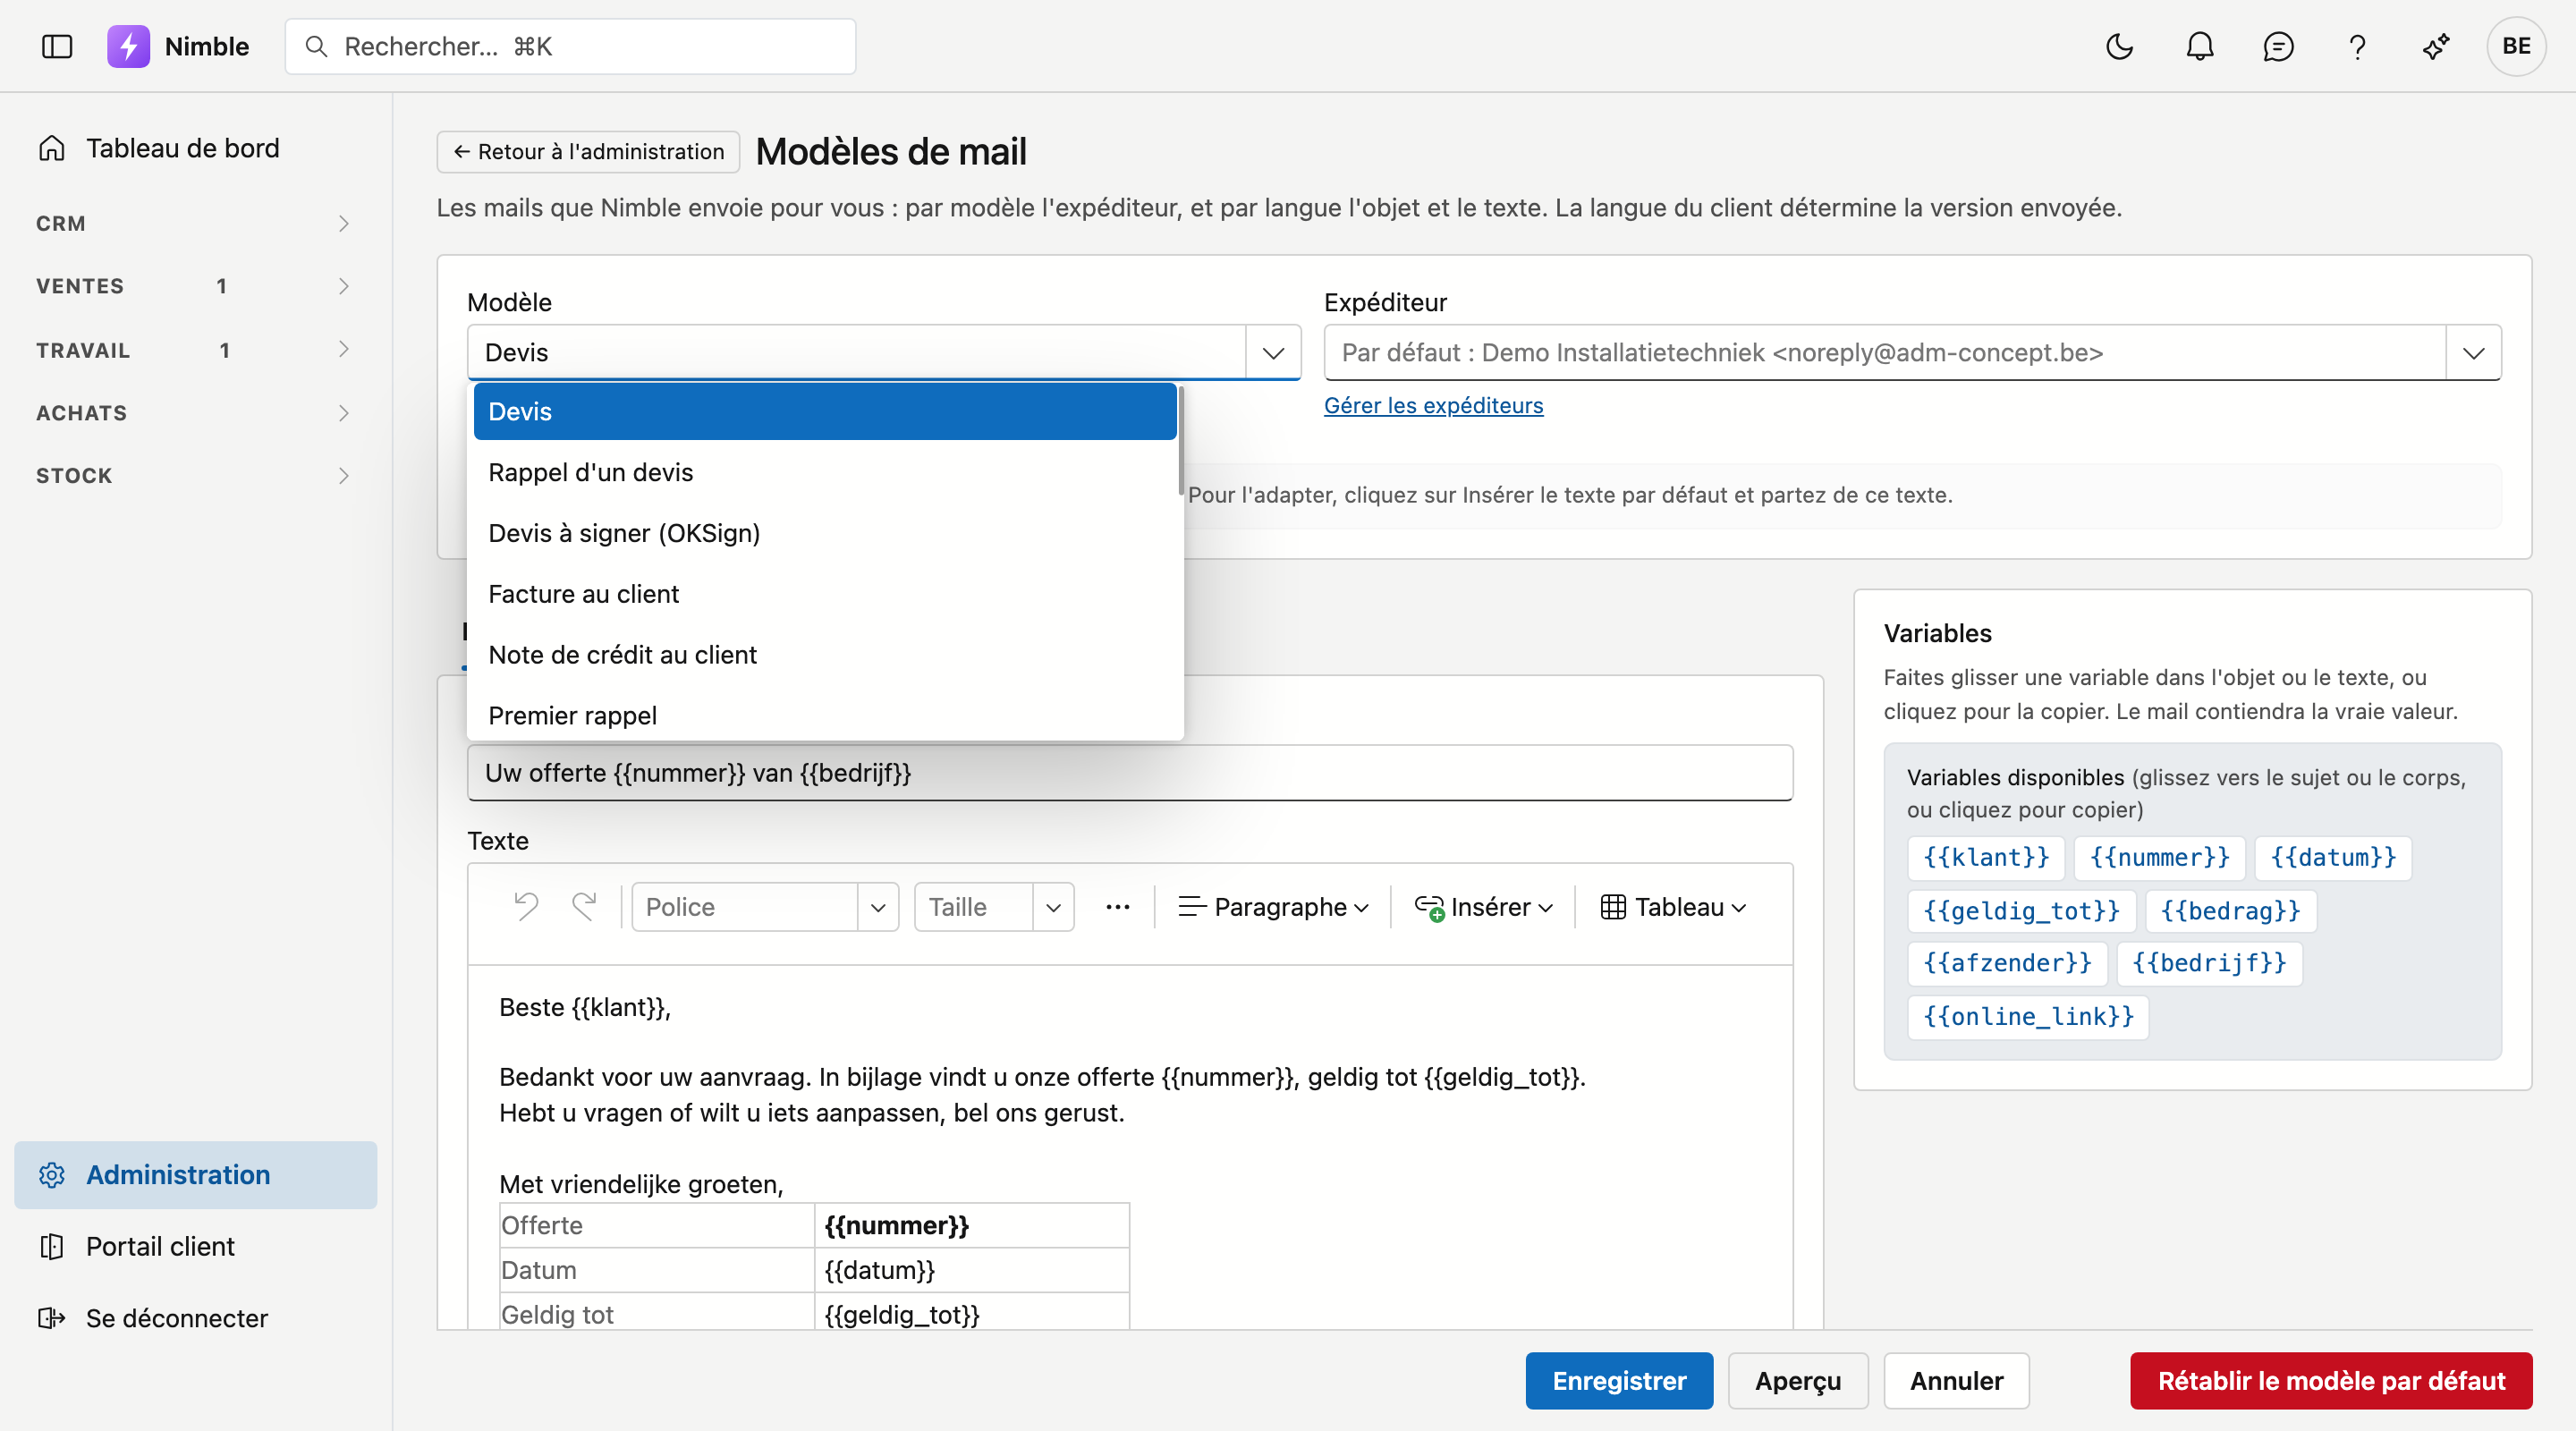 Nimble
Rechercher... ⌘K
BE
Tableau de bord
CRM
VENTES 1
TRAVAIL 1
ACHATS
STOCK
Administration
Portail client
Se déconnecter
← Retour à l'administration
Modèles de mail
Les mails que Nimble envoie pour vous : par modèle l'expéditeur, et par langue l'objet et le texte. La langue du client détermine la version envoyée.
Modèle
Devis
Expéditeur
Par défaut : Demo Installatietechniek <noreply@adm-concept.be>
Gérer les expéditeurs
Devis
Rappel d'un devis
Devis à signer (OKSign)
Facture au client
Note de crédit au client
Premier rappel
Pour l'adapter, cliquez sur Insérer le texte par défaut et partez de ce texte.
Uw offerte {{nummer}} van {{bedrijf}}
Texte
Police
Taille
Paragraphe
Insérer
Tableau
Beste {{klant}},
Bedankt voor uw aanvraag. In bijlage vindt u onze offerte {{nummer}}, geldig tot {{geldig_tot}}.
Hebt u vragen of wilt u iets aanpassen, bel ons gerust.
Met vriendelijke groeten,
Offerte {{nummer}}
Datum {{datum}}
Geldig tot {{geldig_tot}}
Variables
Faites glisser une variable dans l'objet ou le texte, ou
cliquez pour la copier. Le mail contiendra la vraie valeur.
Variables disponibles (glissez vers le sujet ou le corps,
ou cliquez pour copier)
{{klant}} {{nummer}} {{datum}}
{{geldig_tot}} {{bedrag}}
{{afzender}} {{bedrijf}}
{{online_link}}
Enregistrer
Aperçu
Annuler
Rétablir le modèle par défaut